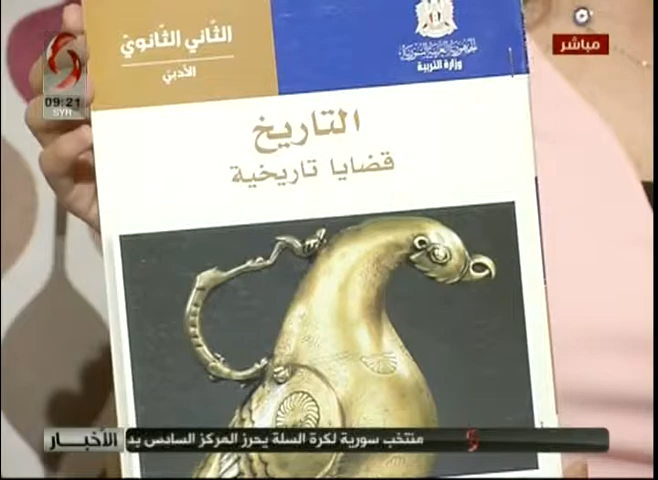 الثاني الثانوي
الأدبي
الجمهورية العربية السورية
وزارة التربية
مباشر
09:21
SYR
التاريخ
قضايا تاريخية
الأخبار
منتخب سورية لكرة السلة يحرز المركز السادس بد